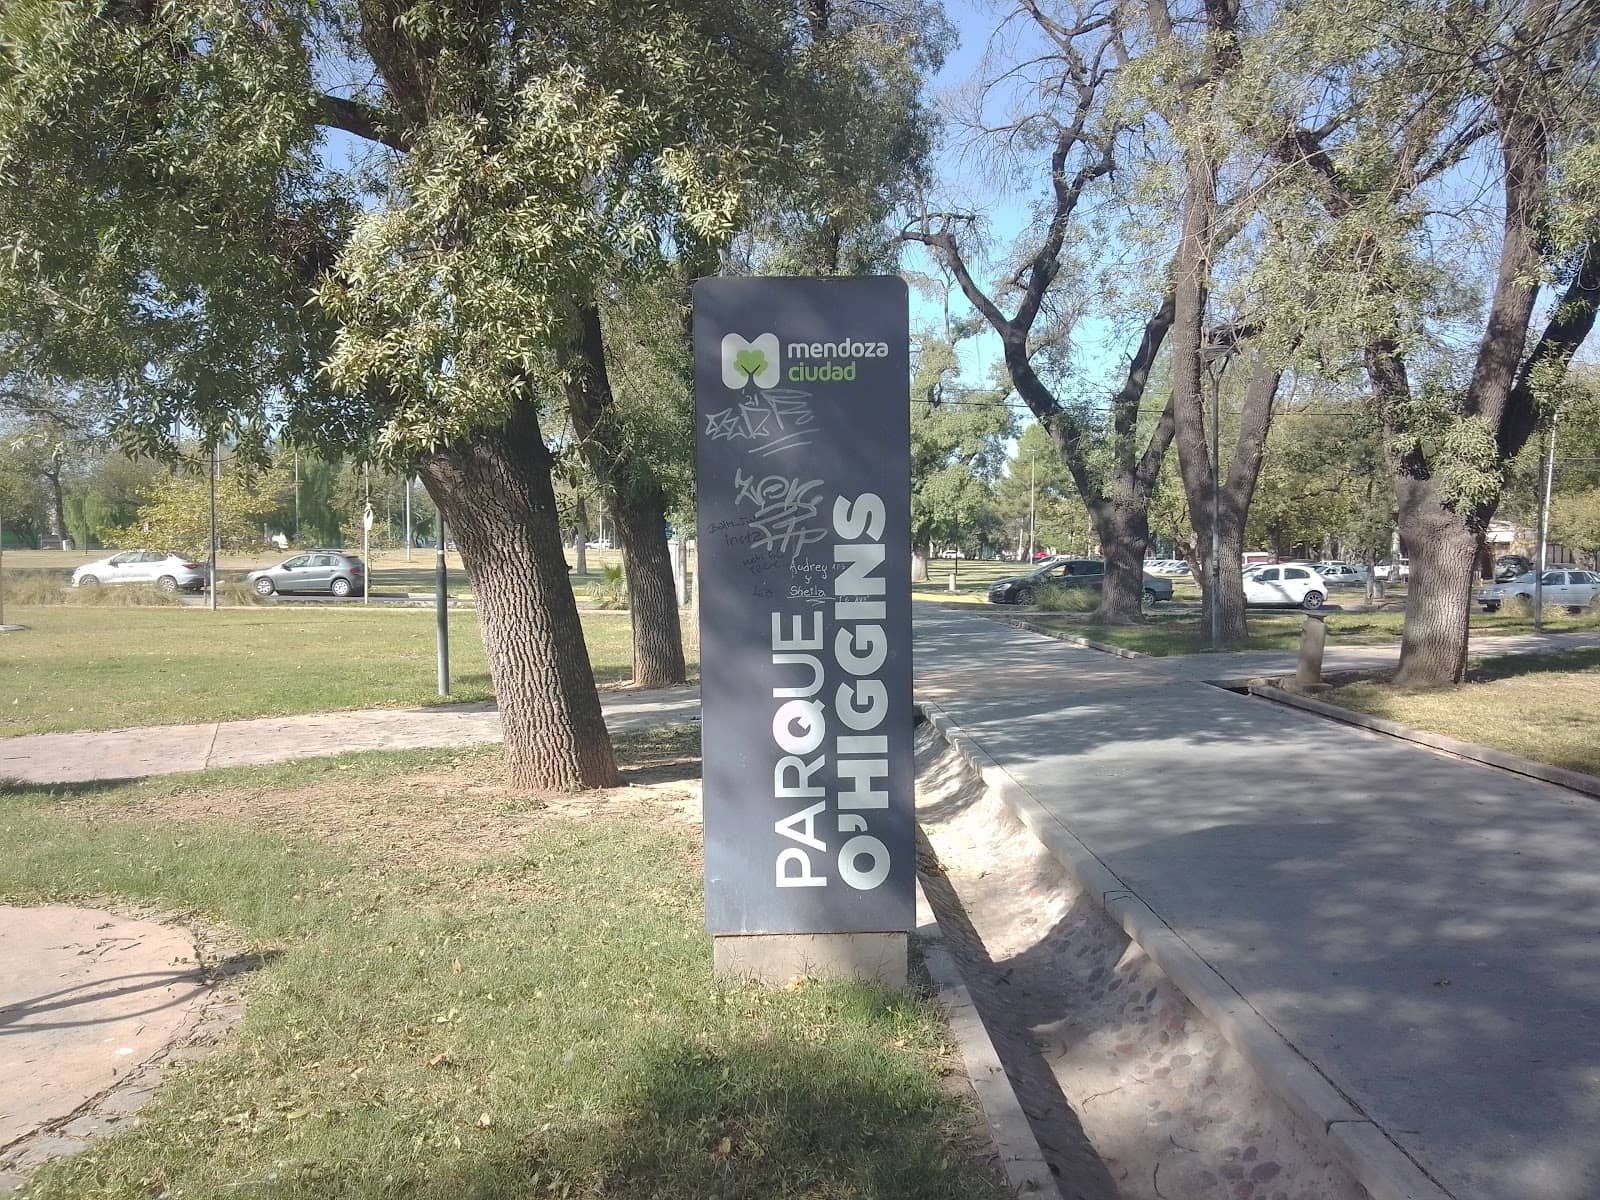 mendoza
ciudad
Audrey
y
Sheila
PARQUE
O'HIGGINS